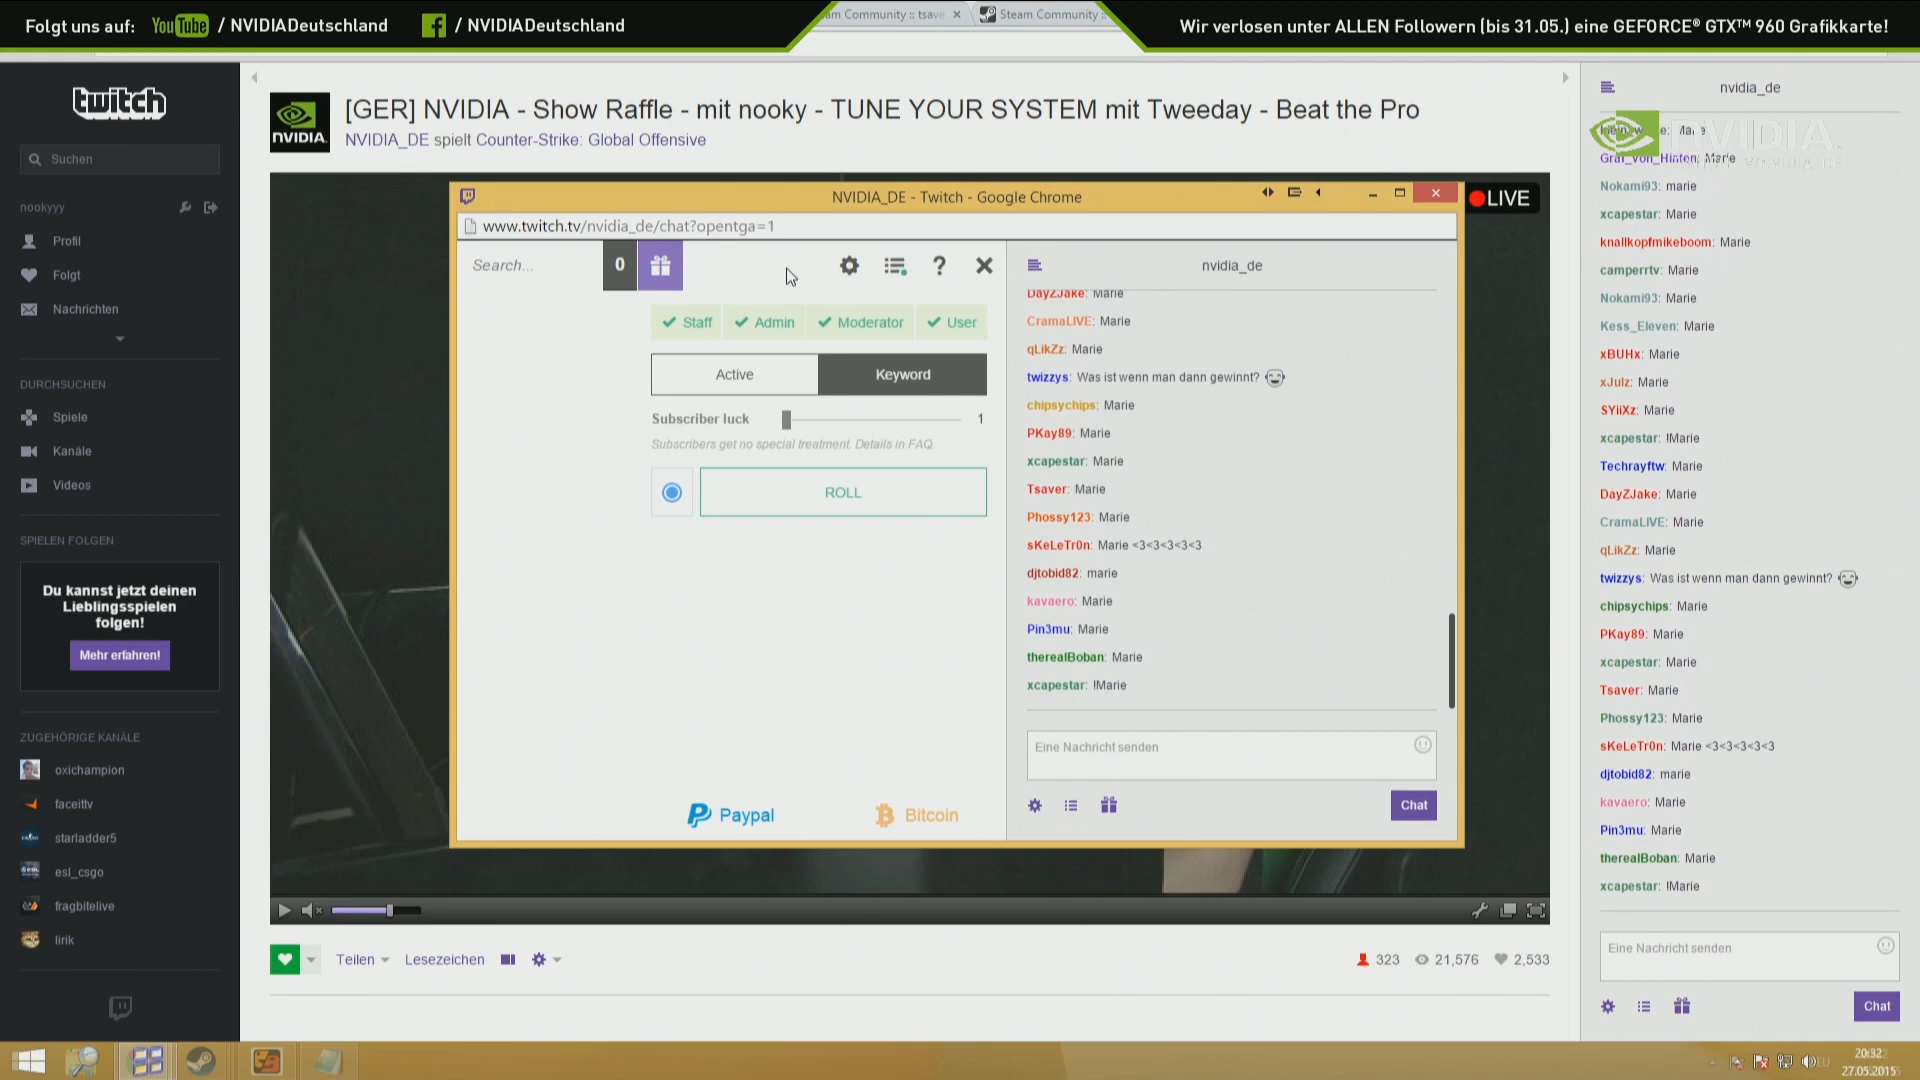 Folgt uns auf: YouTube / NVIDIADeutschland / NVIDIADeutschland
Steam Community ::
Wir verlosen unter ALLEN Followern (bis 31.05.) eine GEFORCE® GTX™ 960 Grafikkarte!
twitch
Suchen
nookyyy
Profil
Folgt
Nachrichten
DURCHSUCHEN
Spiele
Kanäle
Videos
SPIELEN FOLGEN
Du kannst jetzt deinen
Lieblingsspielen
folgen!
Mehr erfahren!
ZUGEHÖRIGE KANÄLE
oxichampion
faceittv
starladder5
esl_csgo
fragbitelive
lirik
NVIDIA.
[GER] NVIDIA - Show Raffle - mit nooky - TUNE YOUR SYSTEM mit Tweeday - Beat the Pro
NVIDIA_DE spielt Counter-Strike: Global Offensive
NVIDIA_DE - Twitch - Google Chrome
LIVE
www.twitch.tv/nvidia_de/chat?opentga=1
Search...
0
?
Staff
Admin
Moderator
User
Active
Keyword
Subscriber luck
1
Subscribers get no special treatment. Details in FAQ.
ROLL
Paypal
Bitcoin
nvidia_de
DayZJake: Marie
CramaLIVE: Marie
qLikZz: Marie
twizzys: Was ist wenn man dann gewinnt?
chipsychips: Marie
PKay89: Marie
xcapestar: Marie
Tsaver: Marie
Phossy123: Marie
sKeLeTr0n: Marie <3<3<3<3<3
djtobid82: marie
kavaero: Marie
Pin3mu: Marie
therealBoban: Marie
xcapestar: !Marie
Eine Nachricht senden
Chat
Teilen
Lesezeichen
323
21,576
2,533
nvidia_de
NVIDIA.
Graf_von_Hinten: Marie
Nokami93: marie
xcapestar: Marie
knallkopfmikeboom: Marie
camperrtv: Marie
Nokami93: Marie
Kess_Eleven: Marie
xBUHx: Marie
xJulz: Marie
SYiiXz: Marie
xcapestar: !Marie
Techrayftw: Marie
DayZJake: Marie
CramaLIVE: Marie
qLikZz: Marie
twizzys: Was ist wenn man dann gewinnt?
chipsychips: Marie
PKay89: Marie
xcapestar: Marie
Tsaver: Marie
Phossy123: Marie
sKeLeTr0n: Marie <3<3<3<3<3
djtobid82: marie
kavaero: Marie
Pin3mu: Marie
therealBoban: Marie
xcapestar: !Marie
Eine Nachricht senden
Chat
20:32
27.05.2015